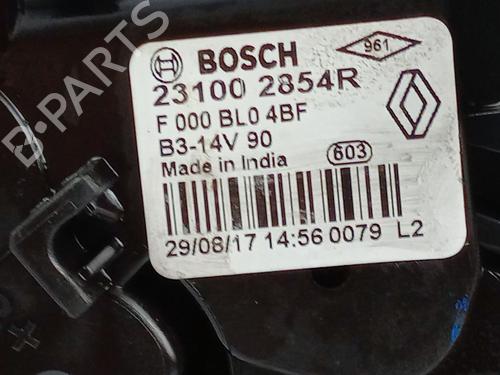 B-PARTS
BOSCH
961
23100 2854R
F 000 BL0 4BF
B3-14V 90
Made in India
603
29/08/17 14:56 0079 L2